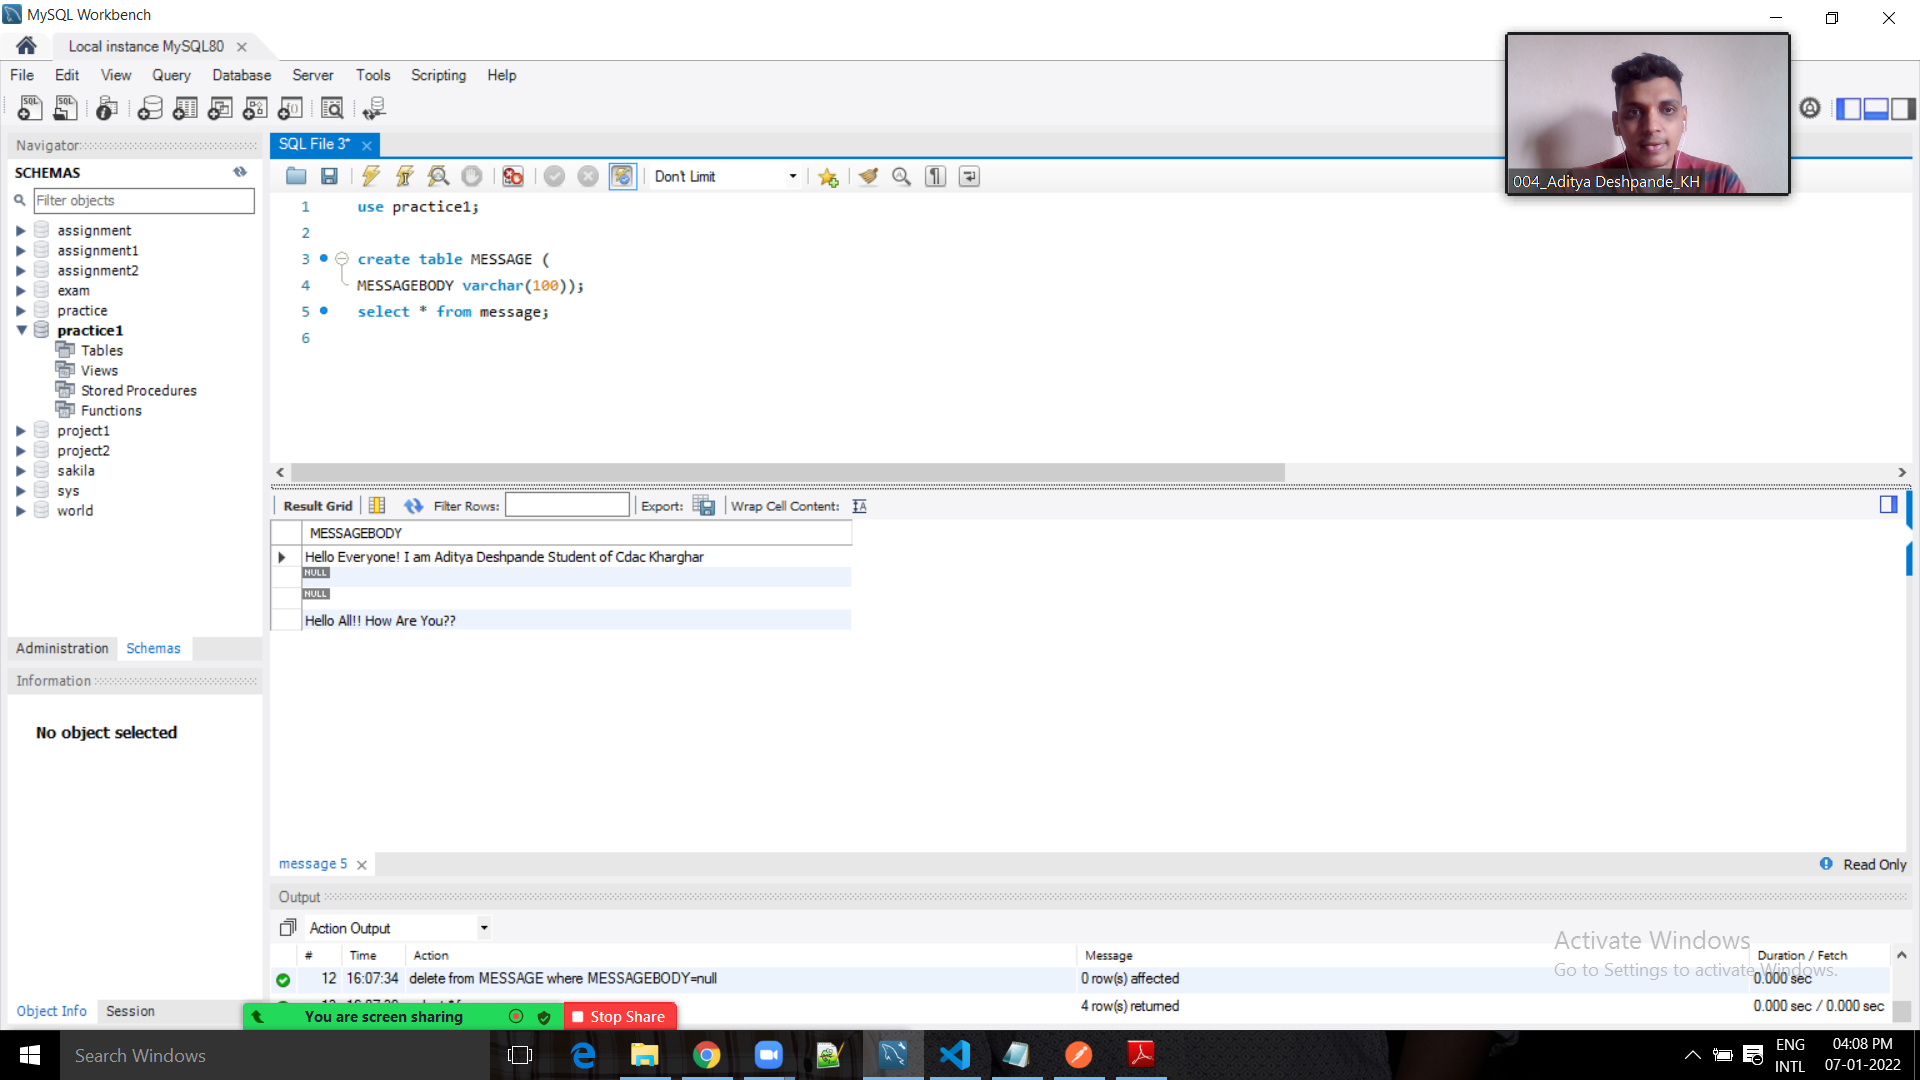 MySQL Workbench
Local instance MySQL80
File Edit View Query Database Server Tools Scripting Help
004_Aditya Deshpande_KH
Navigator
SCHEMAS
Filter objects
assignment
assignment1
assignment2
exam
practice
practice1
Tables
Views
Stored Procedures
Functions
project1
project2
sakila
sys
world
Administration Schemas
Information
No object selected
Object Info Session
SQL File 3*
Don't Limit
1 use practice1;
2
3 create table MESSAGE (
4 MESSAGEBODY varchar(100));
5 select * from message;
6
Result Grid Filter Rows: Export: Wrap Cell Content:
MESSAGEBODY
Hello Everyone! I am Aditya Deshpande Student of Cdac Kharghar
NULL
NULL
Hello All!! How Are You??
message 5
Read Only
Output
Action Output
# Time Action Message Duration / Fetch
12 16:07:34 delete from MESSAGE where MESSAGEBODY=null 0 row(s) affected 0.000 sec
4 row(s) returned 0.000 sec / 0.000 sec
Activate Windows
Go to Settings to activate Windows.
You are screen sharing Stop Share
Search Windows
ENG
INTL
04:08 PM
07-01-2022